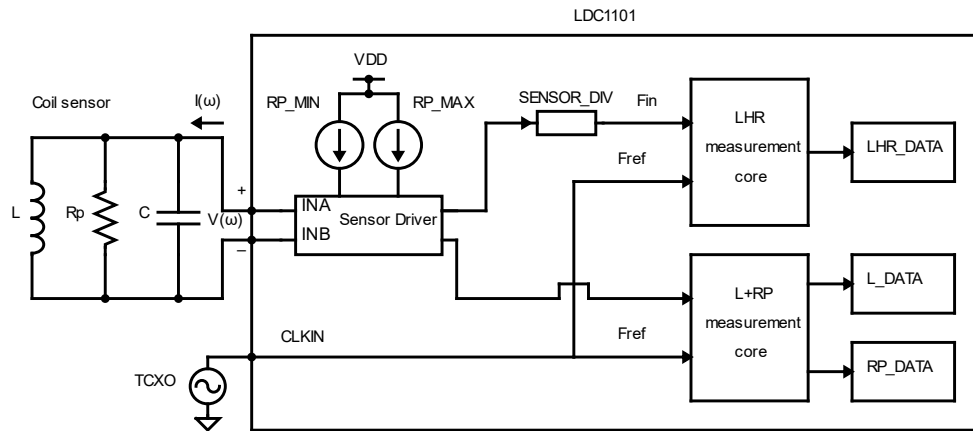 LDC1101
VDD
Coil sensor
I(ω)
RP_MIN
RP_MAX
SENSOR_DIV
Fin
LHR
measurement
core
LHR_DATA
Fref
+
L
Rp
C
V(ω)
INA
INB
Sensor Driver
−
L_DATA
L+RP
measurement
core
CLKIN
Fref
RP_DATA
TCXO